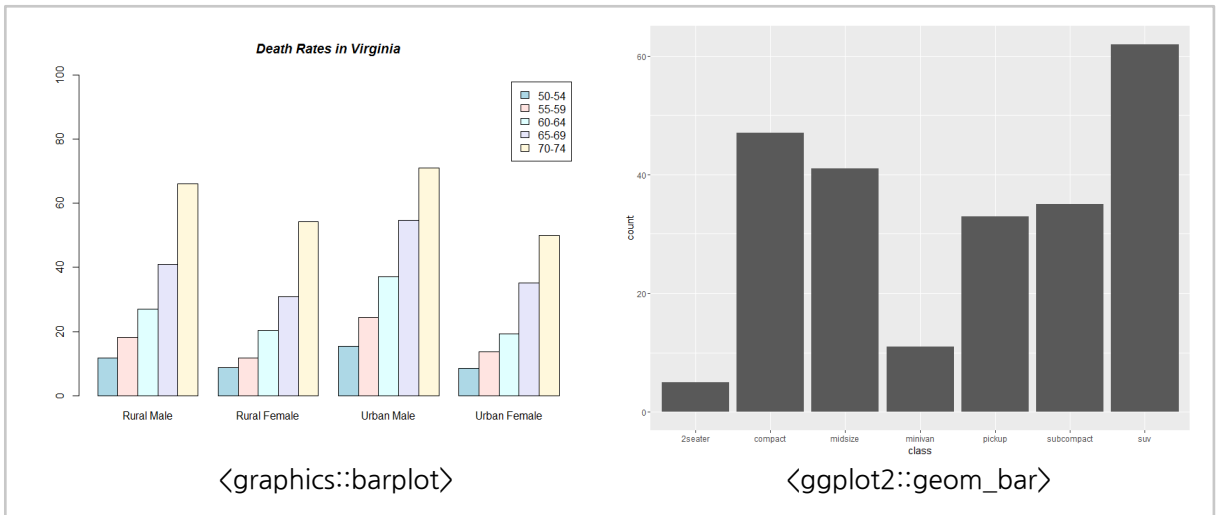 Death Rates in Virginia
100
80
60
40
20
0
50-54
55-59
60-64
65-69
70-74
Rural Male Rural Female Urban Male Urban Female
<graphics::barplot>
60
40
20
0
count
2seater compact midsize minivan pickup subcompact suv
class
<ggplot2::geom_bar>